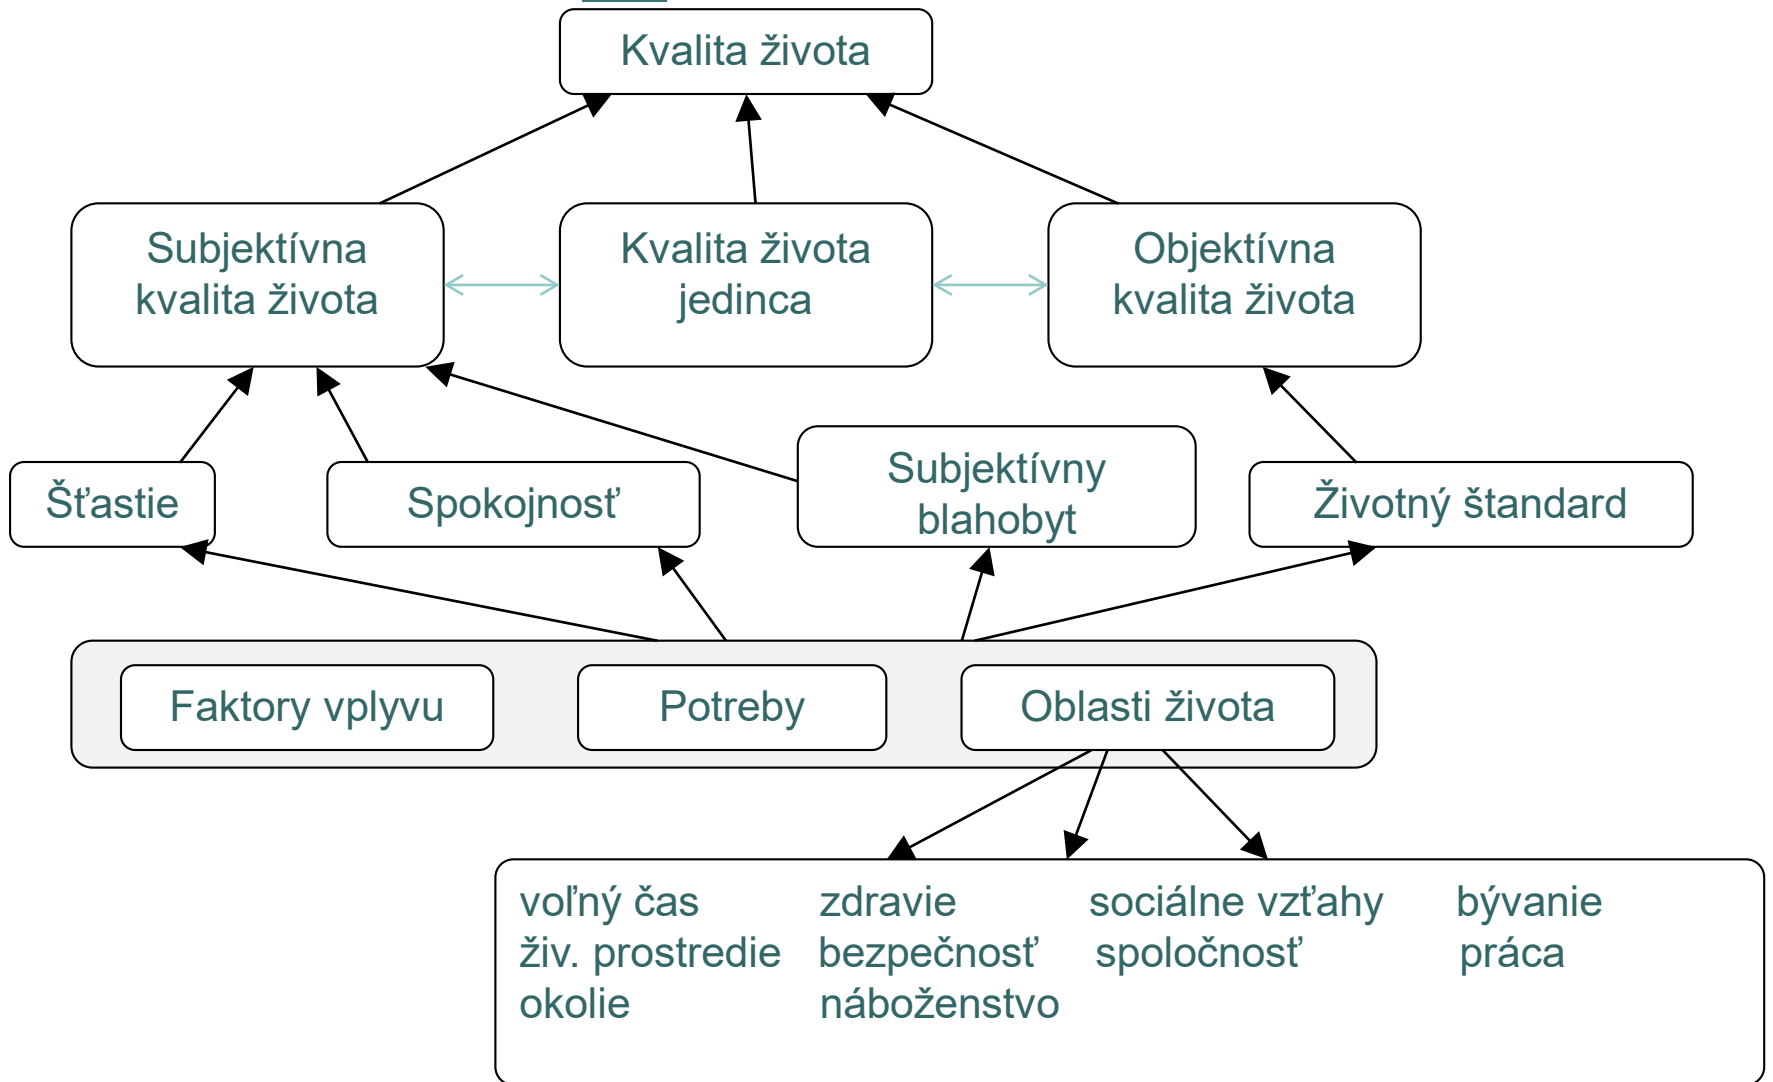 Kvalita života
Subjektívna
kvalita života
Kvalita života
jedinca
Objektívna
kvalita života
Šťastie
Spokojnosť
Subjektívny
blahobyt
Životný štandard
Faktory vplyvu
Potreby
Oblasti života
voľný čas zdravie sociálne vzťahy bývanie
živ. prostredie bezpečnosť spoločnosť práca
okolie náboženstvo